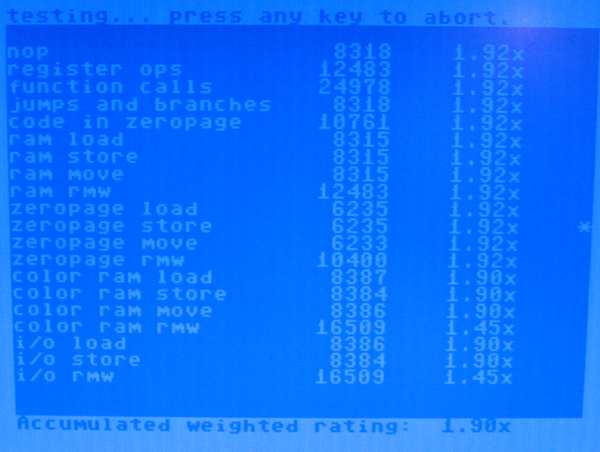 testing... press any key to abort.
nop 8318 1.92x
register ops 12483 1.92x
function calls 24978 1.92x
jumps and branches 8318 1.92x
code in zeropage 10761 1.92x
ram load 8315 1.92x
ram store 8315 1.92x
ram move 8315 1.92x
ram rmw 12483 1.92x
zeropage load 6235 1.92x
zeropage store 6235 1.92x *
zeropage move 6233 1.92x
zeropage rmw 10400 1.92x
color ram load 8387 1.90x
color ram store 8384 1.90x
color ram move 8386 1.90x
color ram rmw 16509 1.45x
i/o load 8386 1.90x
i/o store 8384 1.90x
i/o rmw 16509 1.45x
Accumulated weighted rating: 1.90x